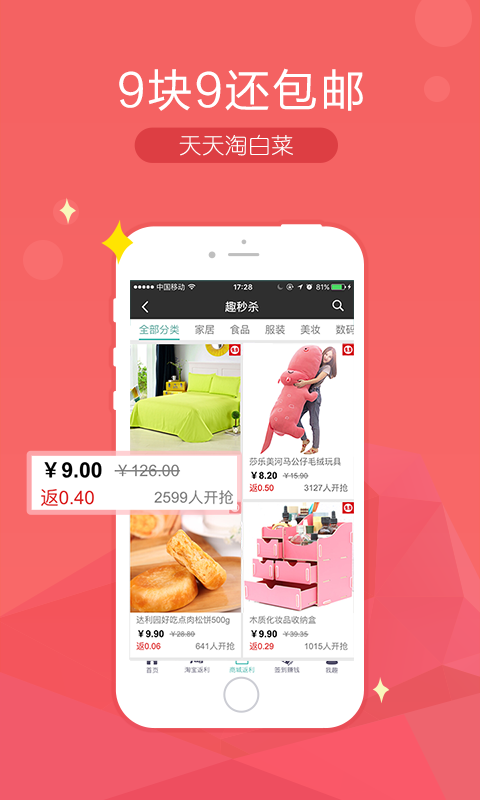 9块9还包邮
天天淘白菜
中国移动 17:28 81%
趣秒杀
全部分类 家居 食品 服装 美妆 数码
¥9.00 ¥126.00
返0.40 2599人开抢
莎乐美河马公仔毛绒玩具
¥8.20 ¥15.90
返0.50 3127人开抢
达利园好吃点肉松饼500g
¥9.90 ¥28.80
返0.06 641人开抢
木质化妆品收纳盒
¥9.90 ¥39.35
返0.29 1015人开抢
首页 淘宝返利 商城返利 签到赚钱 我趣